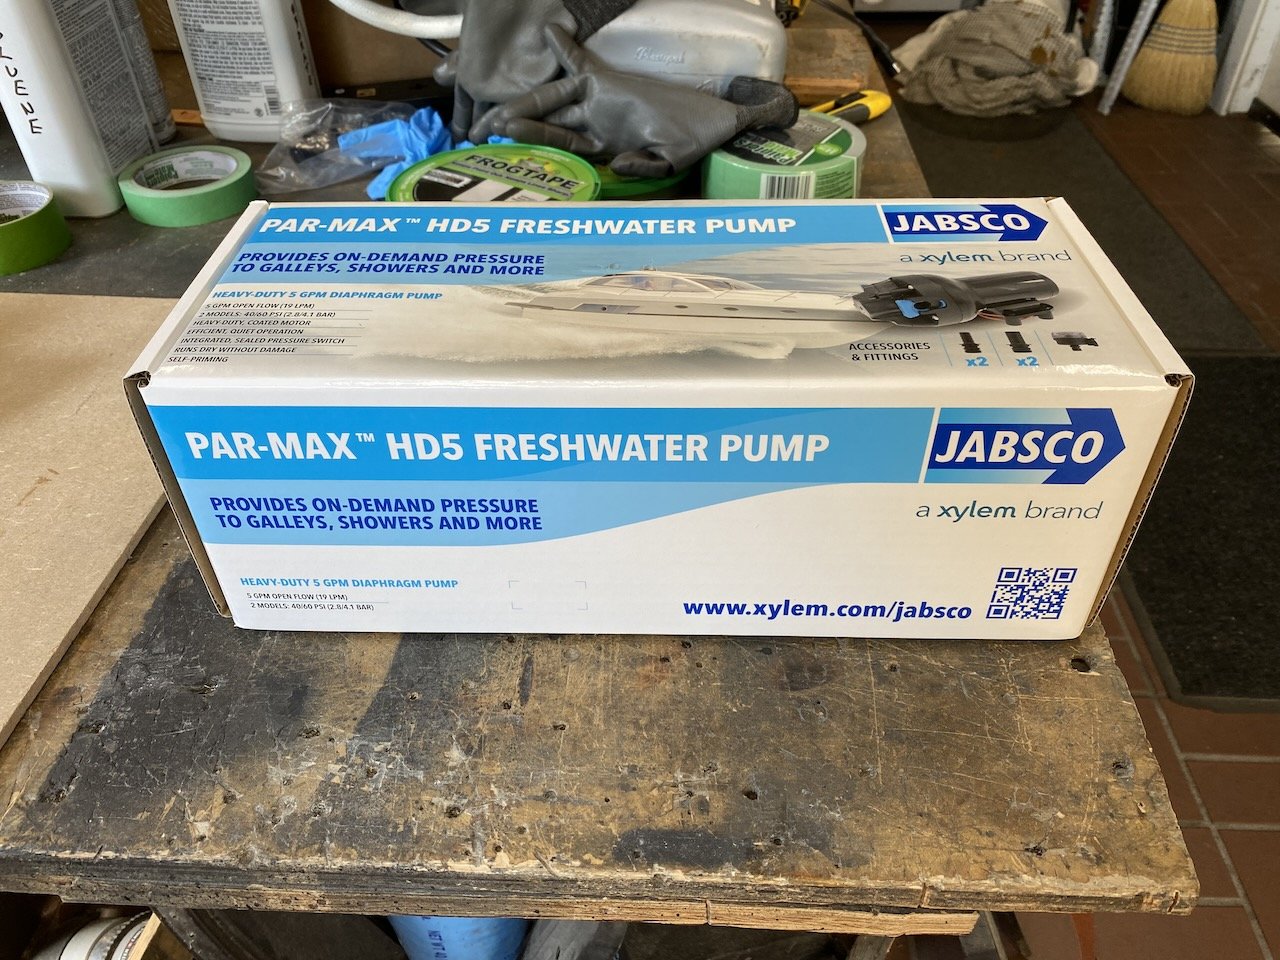 LUENE
FROGTAPE
PAR-MAX™ HD5 FRESHWATER PUMP
JABSCO
a xylem brand
PROVIDES ON-DEMAND PRESSURE
TO GALLEYS, SHOWERS AND MORE
HEAVY-DUTY 5 GPM DIAPHRAGM PUMP
5 GPM OPEN FLOW (19 LPM)
2 MODELS: 40/60 PSI (2.8/4.1 BAR)
HEAVY-DUTY, COATED MOTOR
EFFICIENT, QUIET OPERATION
INTEGRATED, SEALED PRESSURE SWITCH
RUNS DRY WITHOUT DAMAGE
SELF-PRIMING
ACCESSORIES
& FITTINGS
x2
x2
PAR-MAX™ HD5 FRESHWATER PUMP
JABSCO
a xylem brand
PROVIDES ON-DEMAND PRESSURE
TO GALLEYS, SHOWERS AND MORE
HEAVY-DUTY 5 GPM DIAPHRAGM PUMP
5 GPM OPEN FLOW (19 LPM)
2 MODELS: 40/60 PSI (2.8/4.1 BAR)
www.xylem.com/jabsco